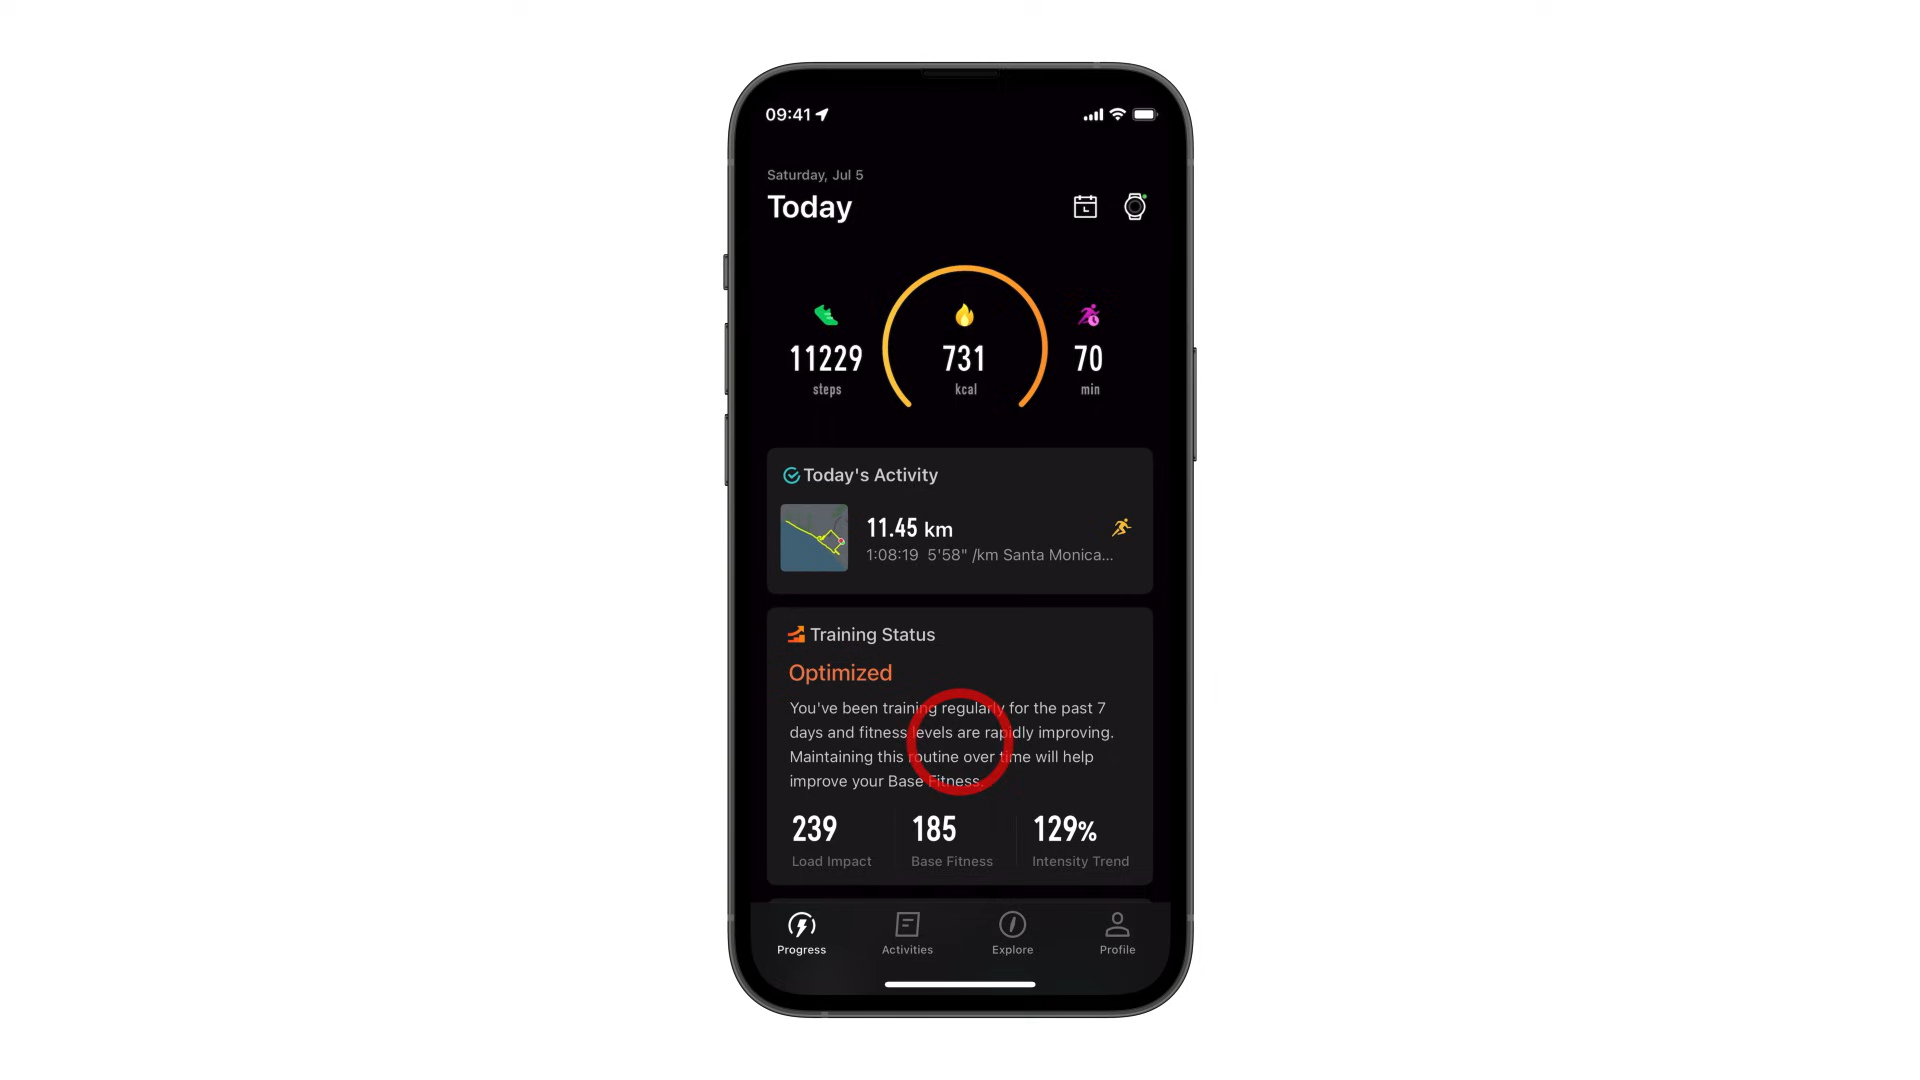 09:41
Saturday, Jul 5
Today
11229
steps
731
kcal
70
min
Today's Activity
11.45 km
1:08:19 5'58" /km Santa Monica...
Training Status
Optimized
You've been training regularly for the past 7
days and fitness levels are rapidly improving.
Maintaining this routine over time will help
improve your Base Fitness.
239
Load Impact
185
Base Fitness
129%
Intensity Trend
Progress
Activities
Explore
Profile